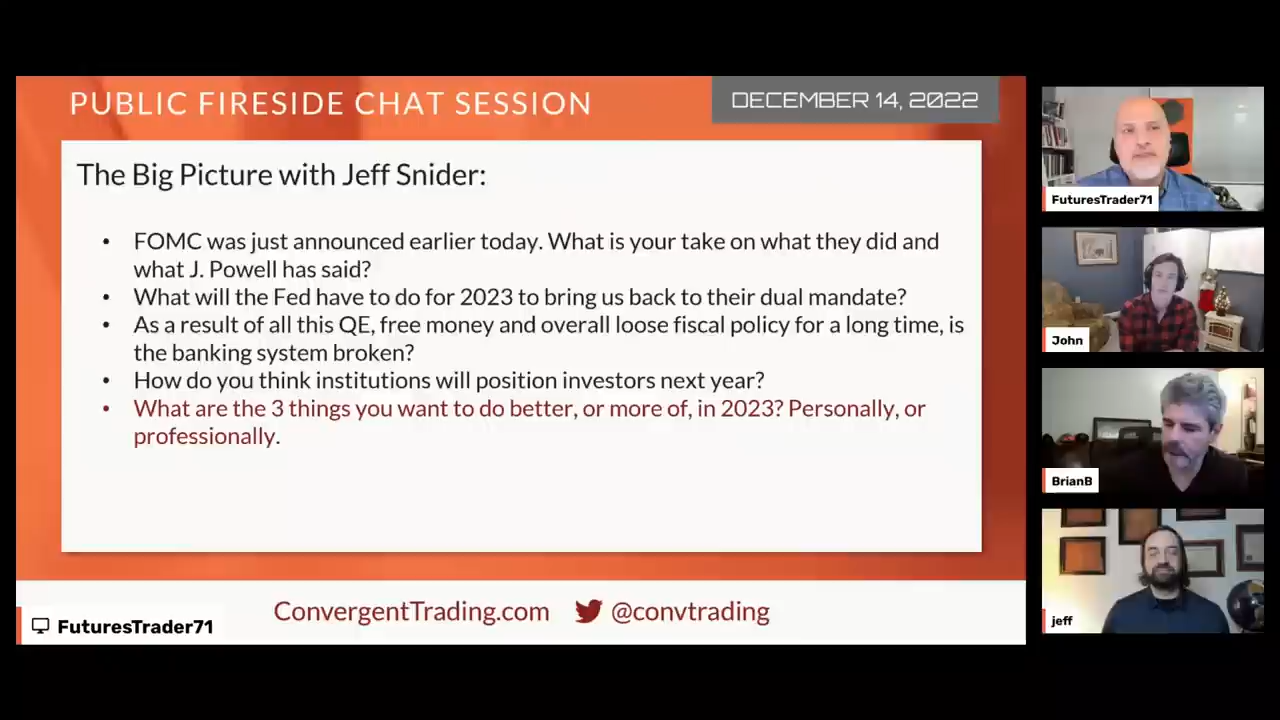 PUBLIC FIRESIDE CHAT SESSION
DECEMBER 14, 2022
The Big Picture with Jeff Snider:
• FOMC was just announced earlier today. What is your take on what they did and
what J. Powell has said?
• What will the Fed have to do for 2023 to bring us back to their dual mandate?
• As a result of all this QE, free money and overall loose fiscal policy for a long time, is
the banking system broken?
• How do you think institutions will position investors next year?
• What are the 3 things you want to do better, or more of, in 2023? Personally, or
professionally.
ConvergentTrading.com @convtrading
FuturesTrader71
FuturesTrader71
John
BrianB
jeff